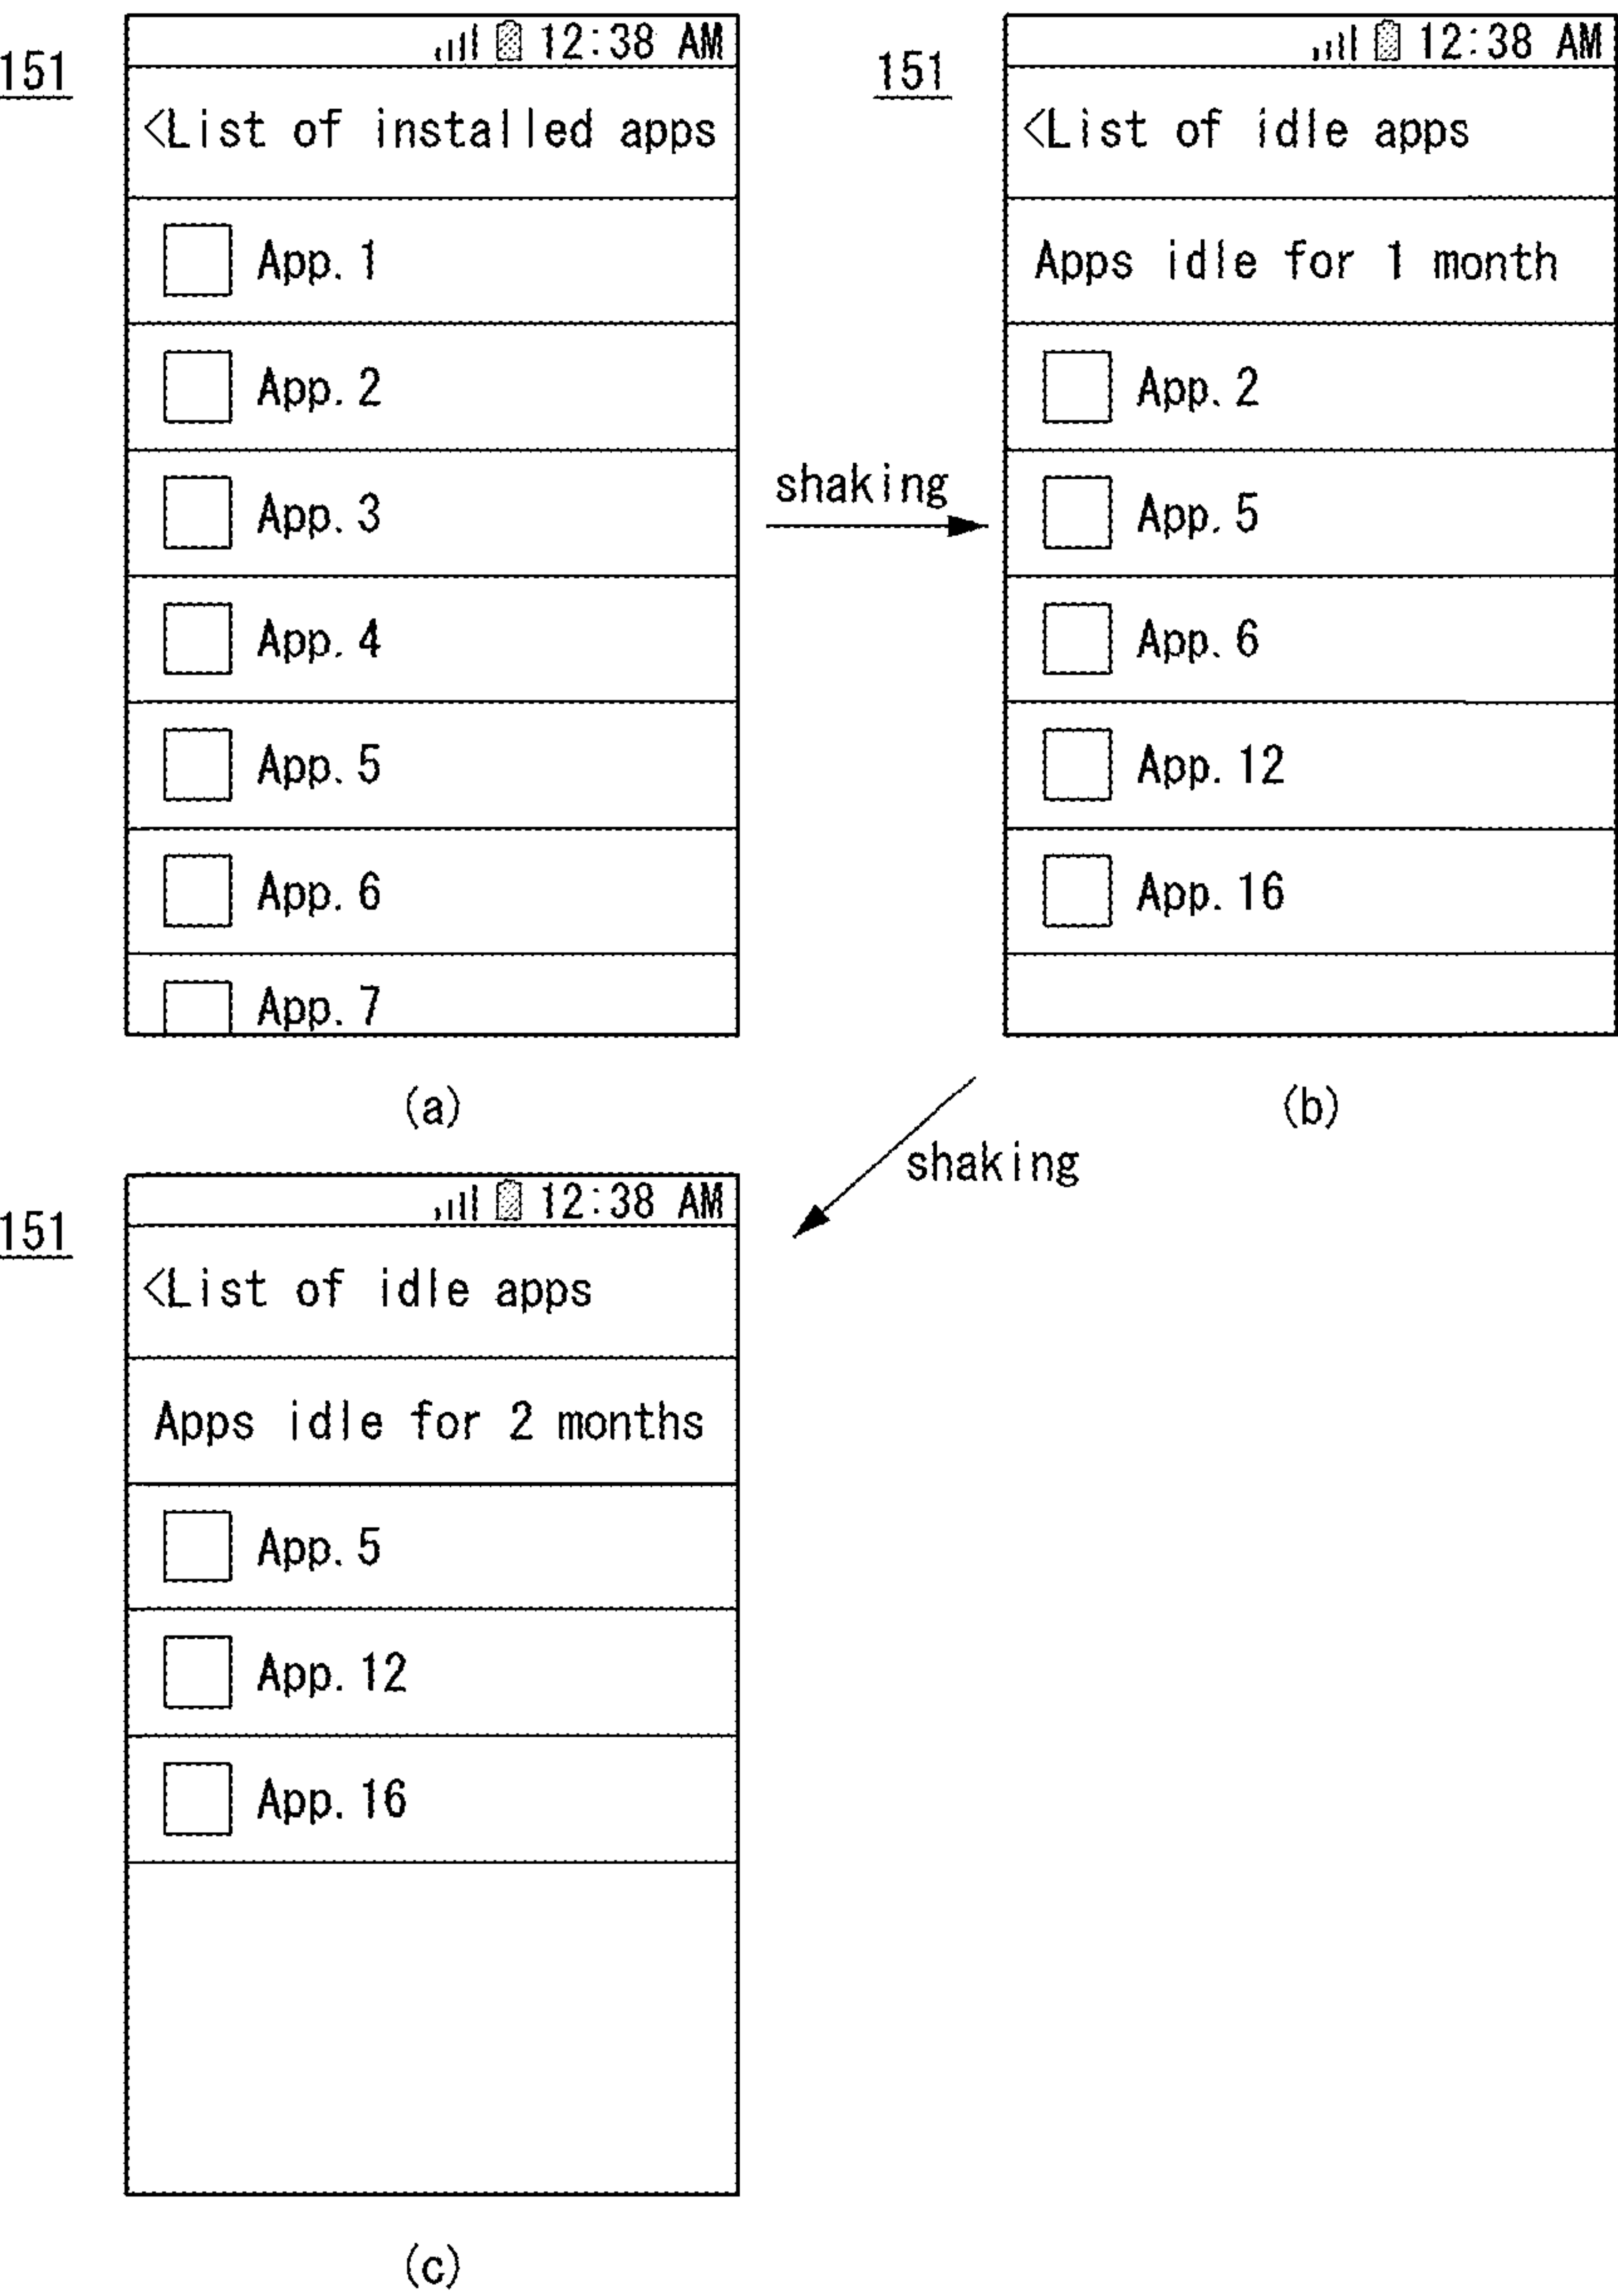 151
12:38 AM
<List of installed apps
App. 1
App. 2
App. 3
App. 4
App. 5
App. 6
App. 7
(a)
shaking
151
12:38 AM
<List of idle apps
Apps idle for 1 month
App. 2
App. 5
App. 6
App. 12
App. 16
(b)
shaking
151
12:38 AM
<List of idle apps
Apps idle for 2 months
App. 5
App. 12
App. 16
(c)